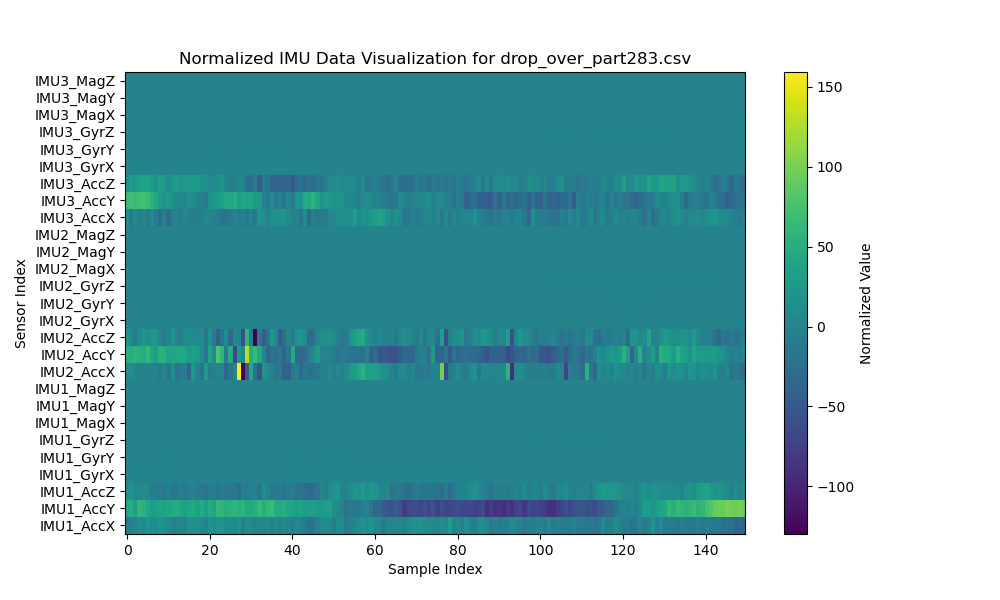 Normalized IMU Data Visualization for drop_over_part283.csv
IMU3_MagZ
IMU3_MagY
IMU3_MagX
IMU3_GyrZ
IMU3_GyrY
IMU3_GyrX
IMU3_AccZ
IMU3_AccY
IMU3_AccX
IMU2_MagZ
IMU2_MagY
IMU2_MagX
IMU2_GyrZ
IMU2_GyrY
IMU2_GyrX
IMU2_AccZ
IMU2_AccY
IMU2_AccX
IMU1_MagZ
IMU1_MagY
IMU1_MagX
IMU1_GyrZ
IMU1_GyrY
IMU1_GyrX
IMU1_AccZ
IMU1_AccY
IMU1_AccX
Sensor Index
0 20 40 60 80 100 120 140
Sample Index
150
100
50
0
−50
−100
Normalized Value